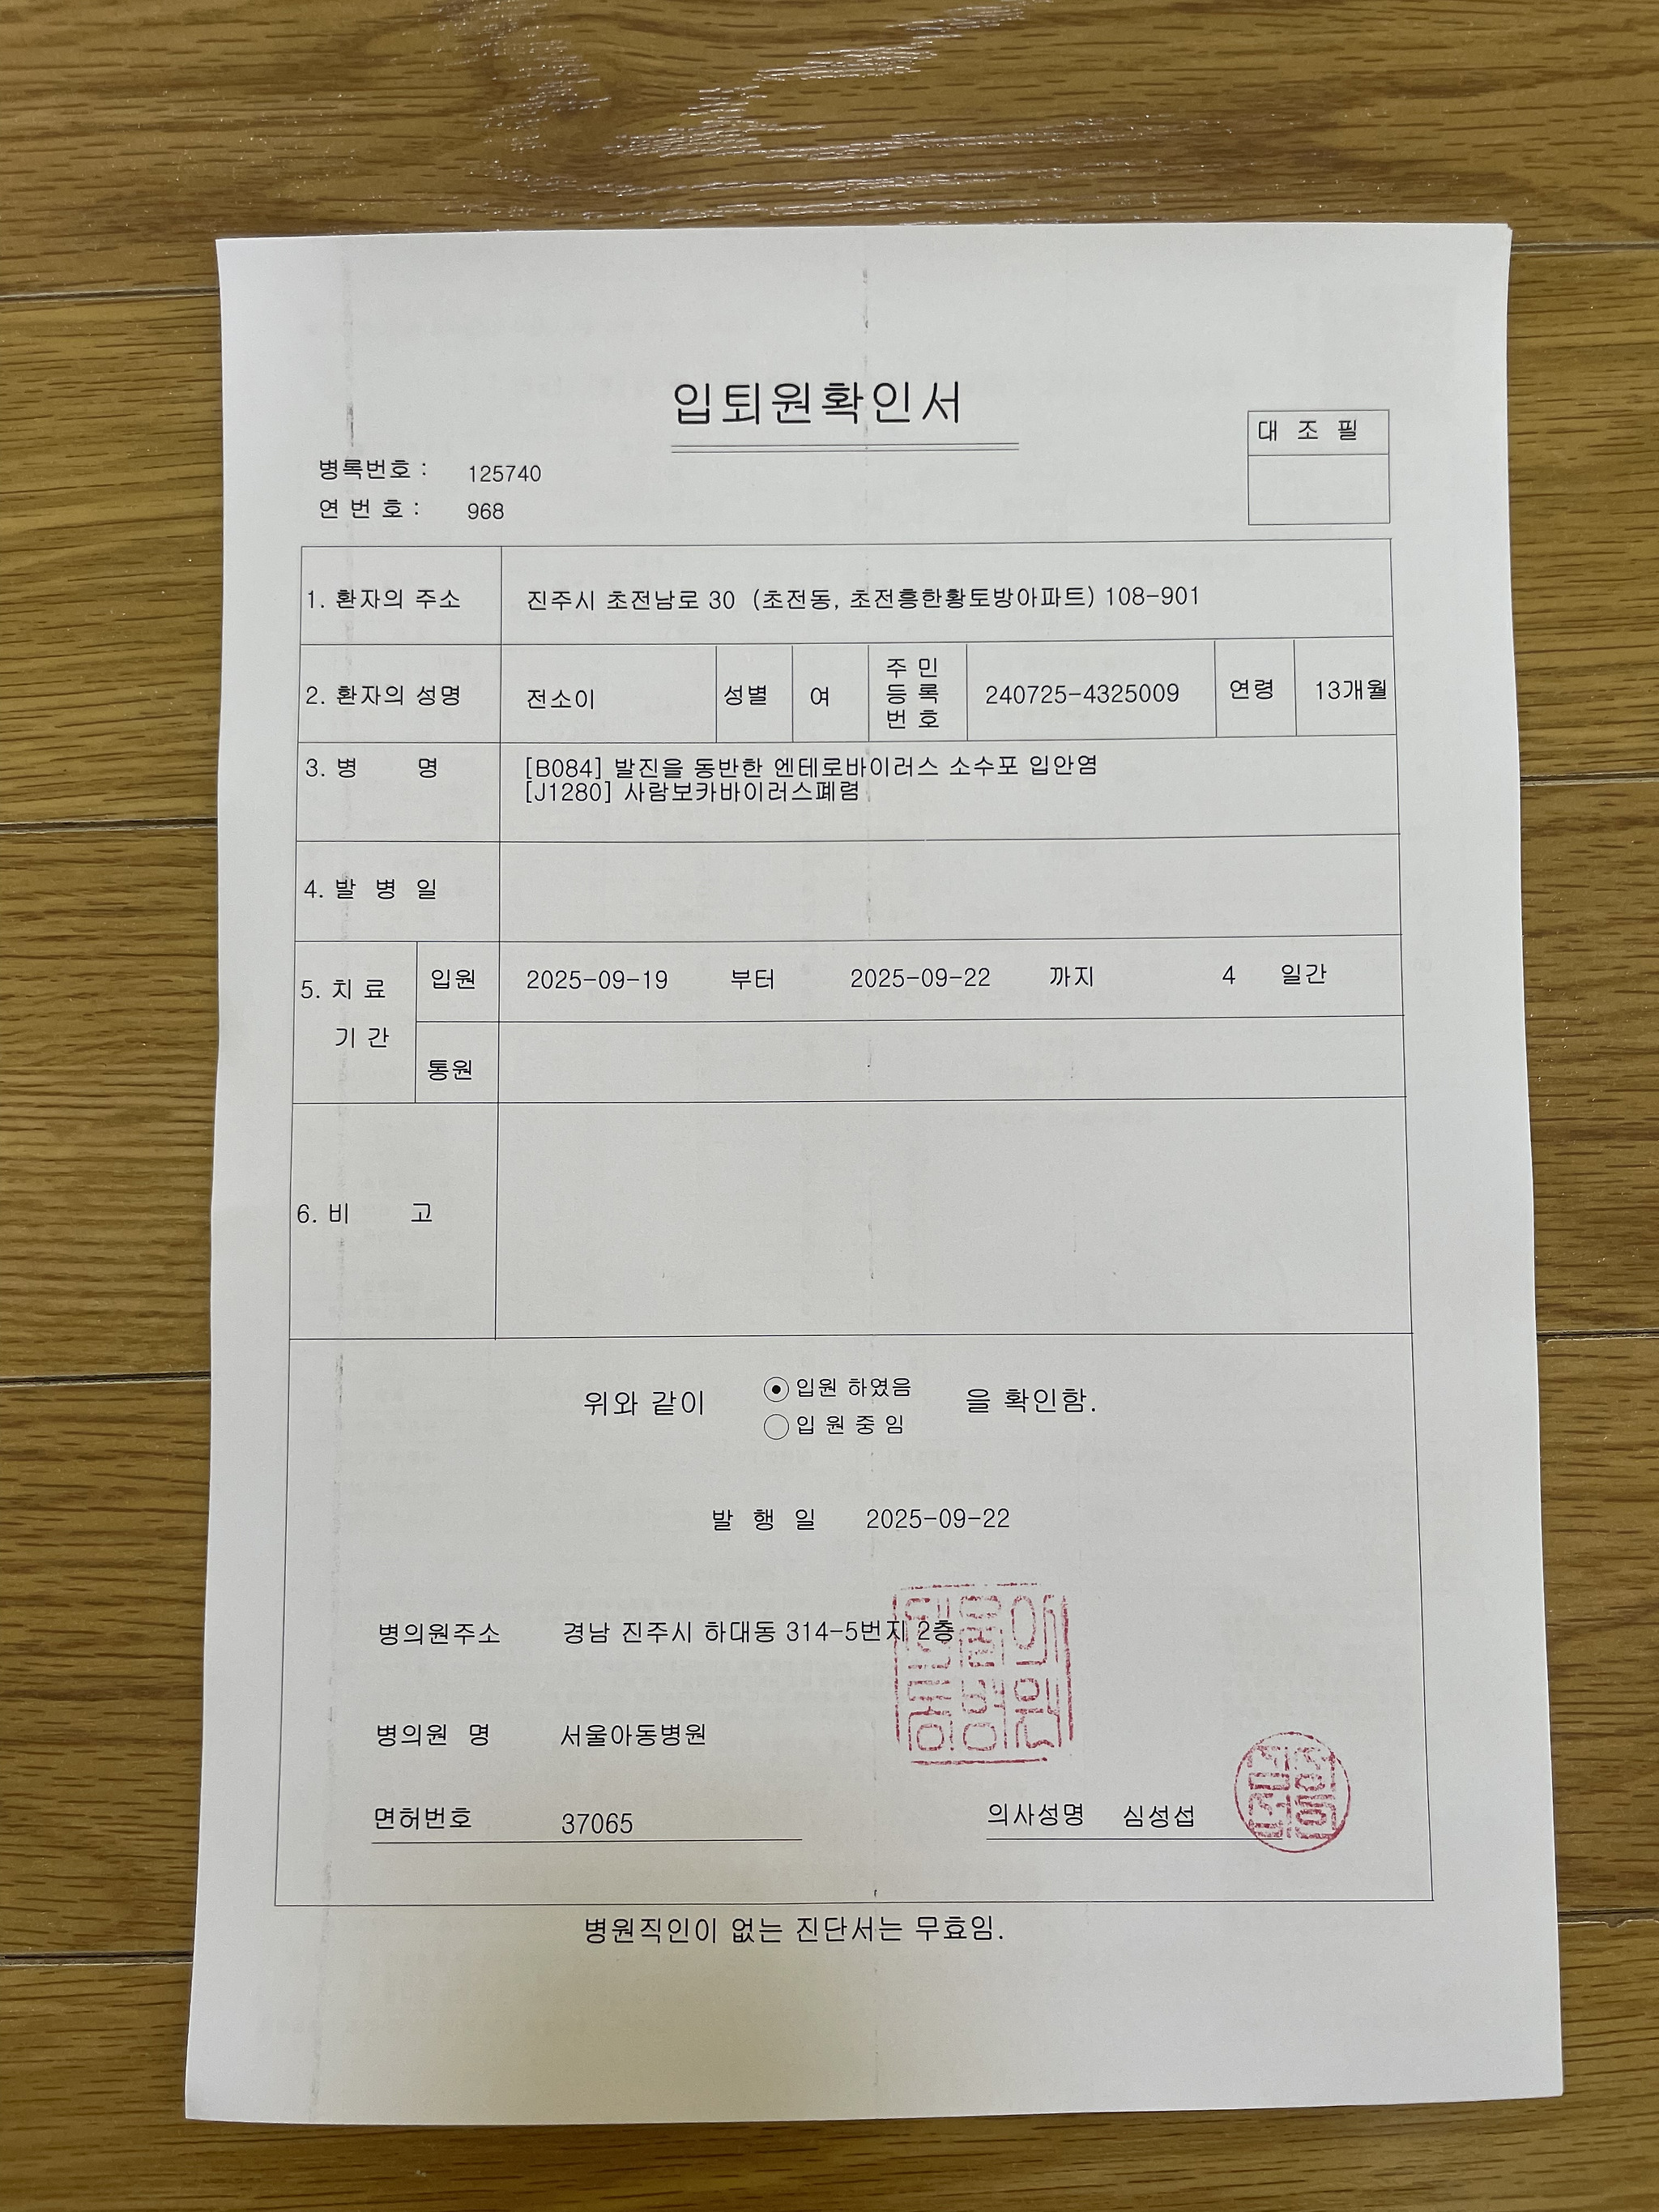 입퇴원확인서
대 조 필
병록번호 : 125740
연 번 호 : 968
1. 환자의 주소 진주시 초전남로 30 (초전동, 초전흥한황토방아파트) 108-901
2. 환자의 성명 전소이 성별 여 주민등록번호 240725-4325009 연령 13개월
3. 병 명 [B084] 발진을 동반한 엔테로바이러스 소수포 입안염
[J1280] 사람보카바이러스폐렴
4. 발 병 일
5. 치 료 기 간
입원 2025-09-19 부터 2025-09-22 까지 4 일간
통원
6. 비 고
위와 같이 입원 하였음 을 확인함.
입 원 중 임
발 행 일 2025-09-22
병의원주소 경남 진주시 하대동 314-5번지 2층
병의원 명 서울아동병원
면허번호 37065 의사성명 심성섭
병원직인이 없는 진단서는 무효임.